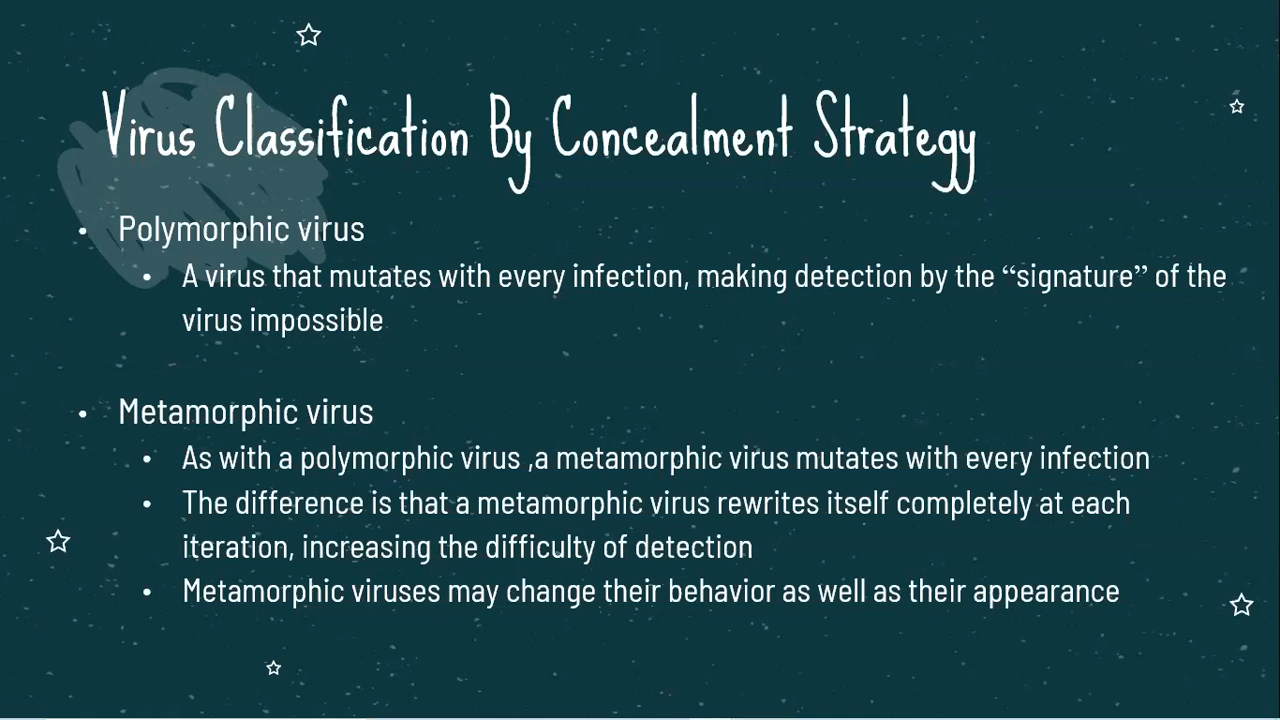 Virus Classification By Concealment Strategy
• Polymorphic virus
• A virus that mutates with every infection, making detection by the “signature” of the
virus impossible
• Metamorphic virus
• As with a polymorphic virus ,a metamorphic virus mutates with every infection
• The difference is that a metamorphic virus rewrites itself completely at each
iteration, increasing the difficulty of detection
• Metamorphic viruses may change their behavior as well as their appearance